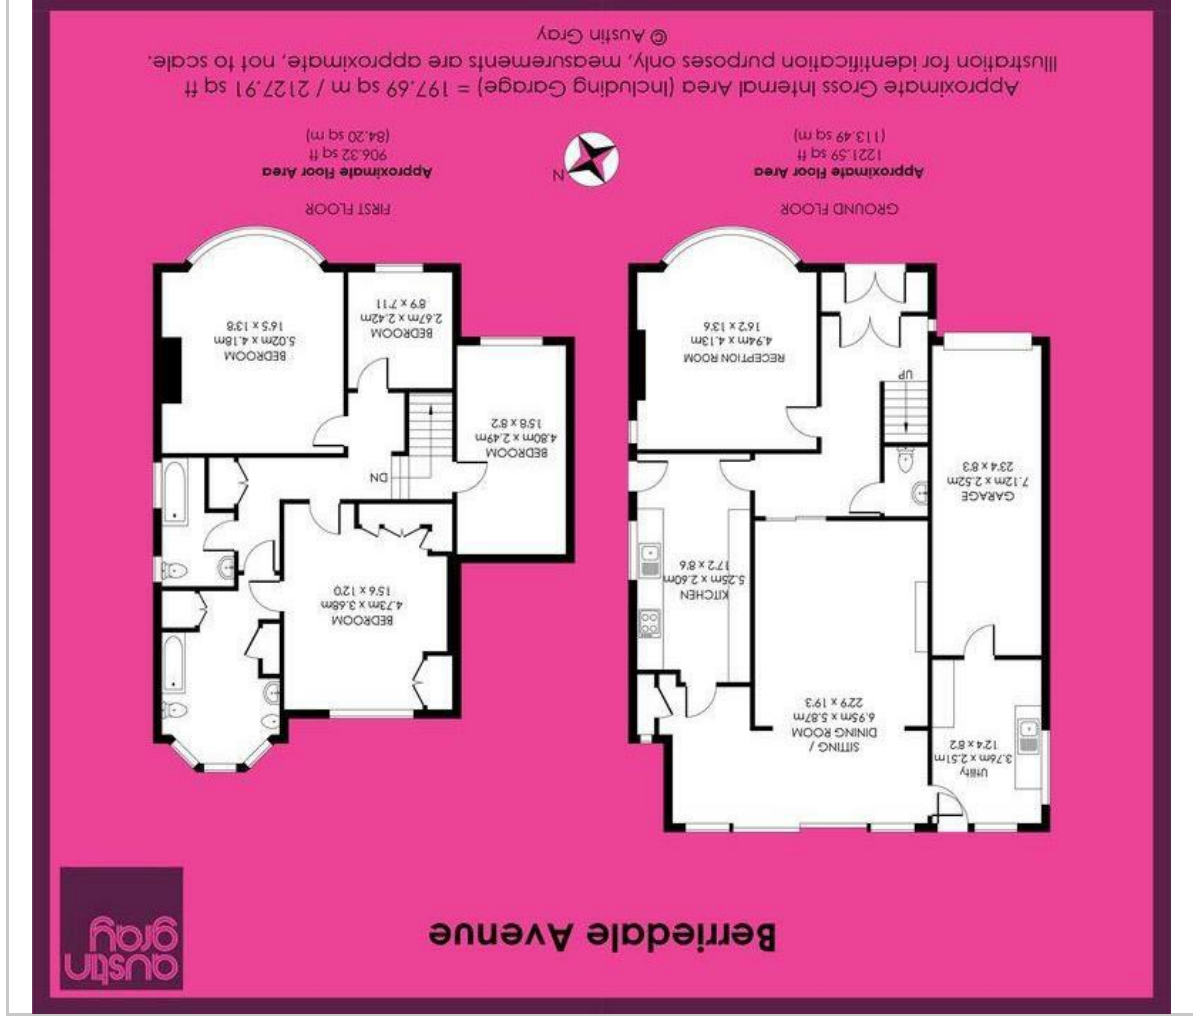 Berriedale Avenue
austin
gray
Utility
3.76m x 2.51m
12'4 x 8'2
SITTING /
DINING ROOM
6.95m x 5.87m
22'9 x 19'3
KITCHEN
5.25m x 2.60m
17'2 x 8'6
GARAGE
7.12m x 2.52m
23'4 8'3
UP
RECEPTION ROOM
4.94m x 4.13m
16'2 x 13'6
BEDROOM
4.73m x 3.68m
15'6 x 12'0
DN
BEDROOM
4.80m x 2.49m
15'8 x 8'2
BEDROOM
2.67m x 2.42m
8'9 x 7'11
BEDROOM
5.02m x 4.18m
16'5 x 13'8
GROUND FLOOR
Approximate Floor Area
1221.59 sq ft
(113.49 sq m)
N
FIRST FLOOR
Approximate Floor Area
906.32 sq ft
(84.20 sq m)
Approximate Gross Internal Area (Including Garage) = 197.69 sq m / 2127.91 sq ft
Illustration for identification purposes only, measurements are approximate, not to scale.
© Austin Gray